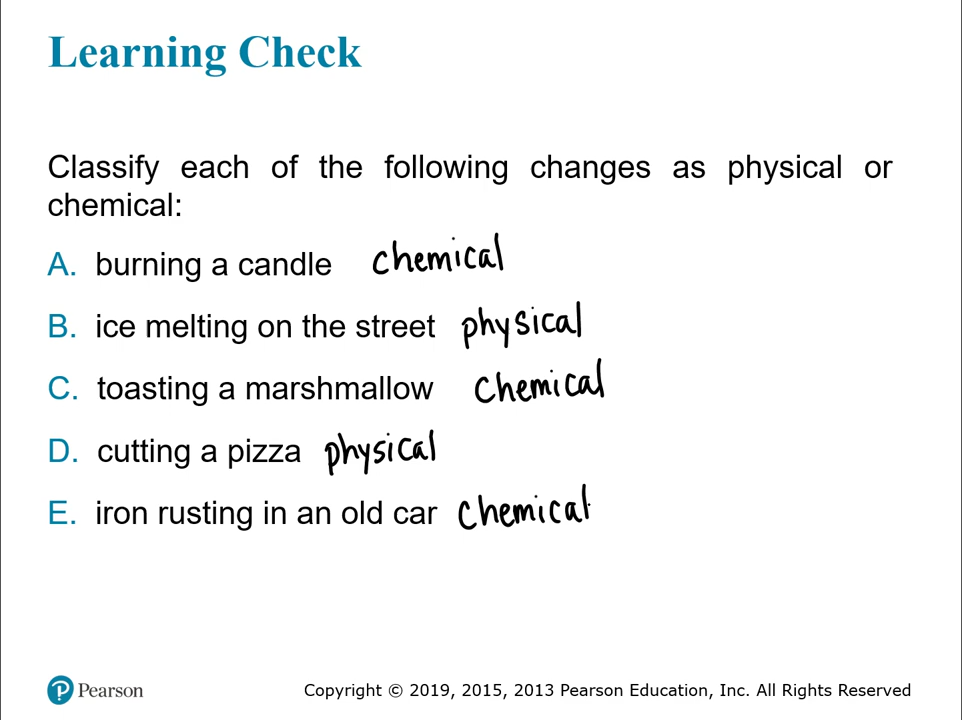 Learning Check
Classify each of the following changes as physical or
chemical:
A. burning a candle chemical
B. ice melting on the street physical
C. toasting a marshmallow chemical
D. cutting a pizza physical
E. iron rusting in an old car chemical
Pearson Copyright © 2019, 2015, 2013 Pearson Education, Inc. All Rights Reserved